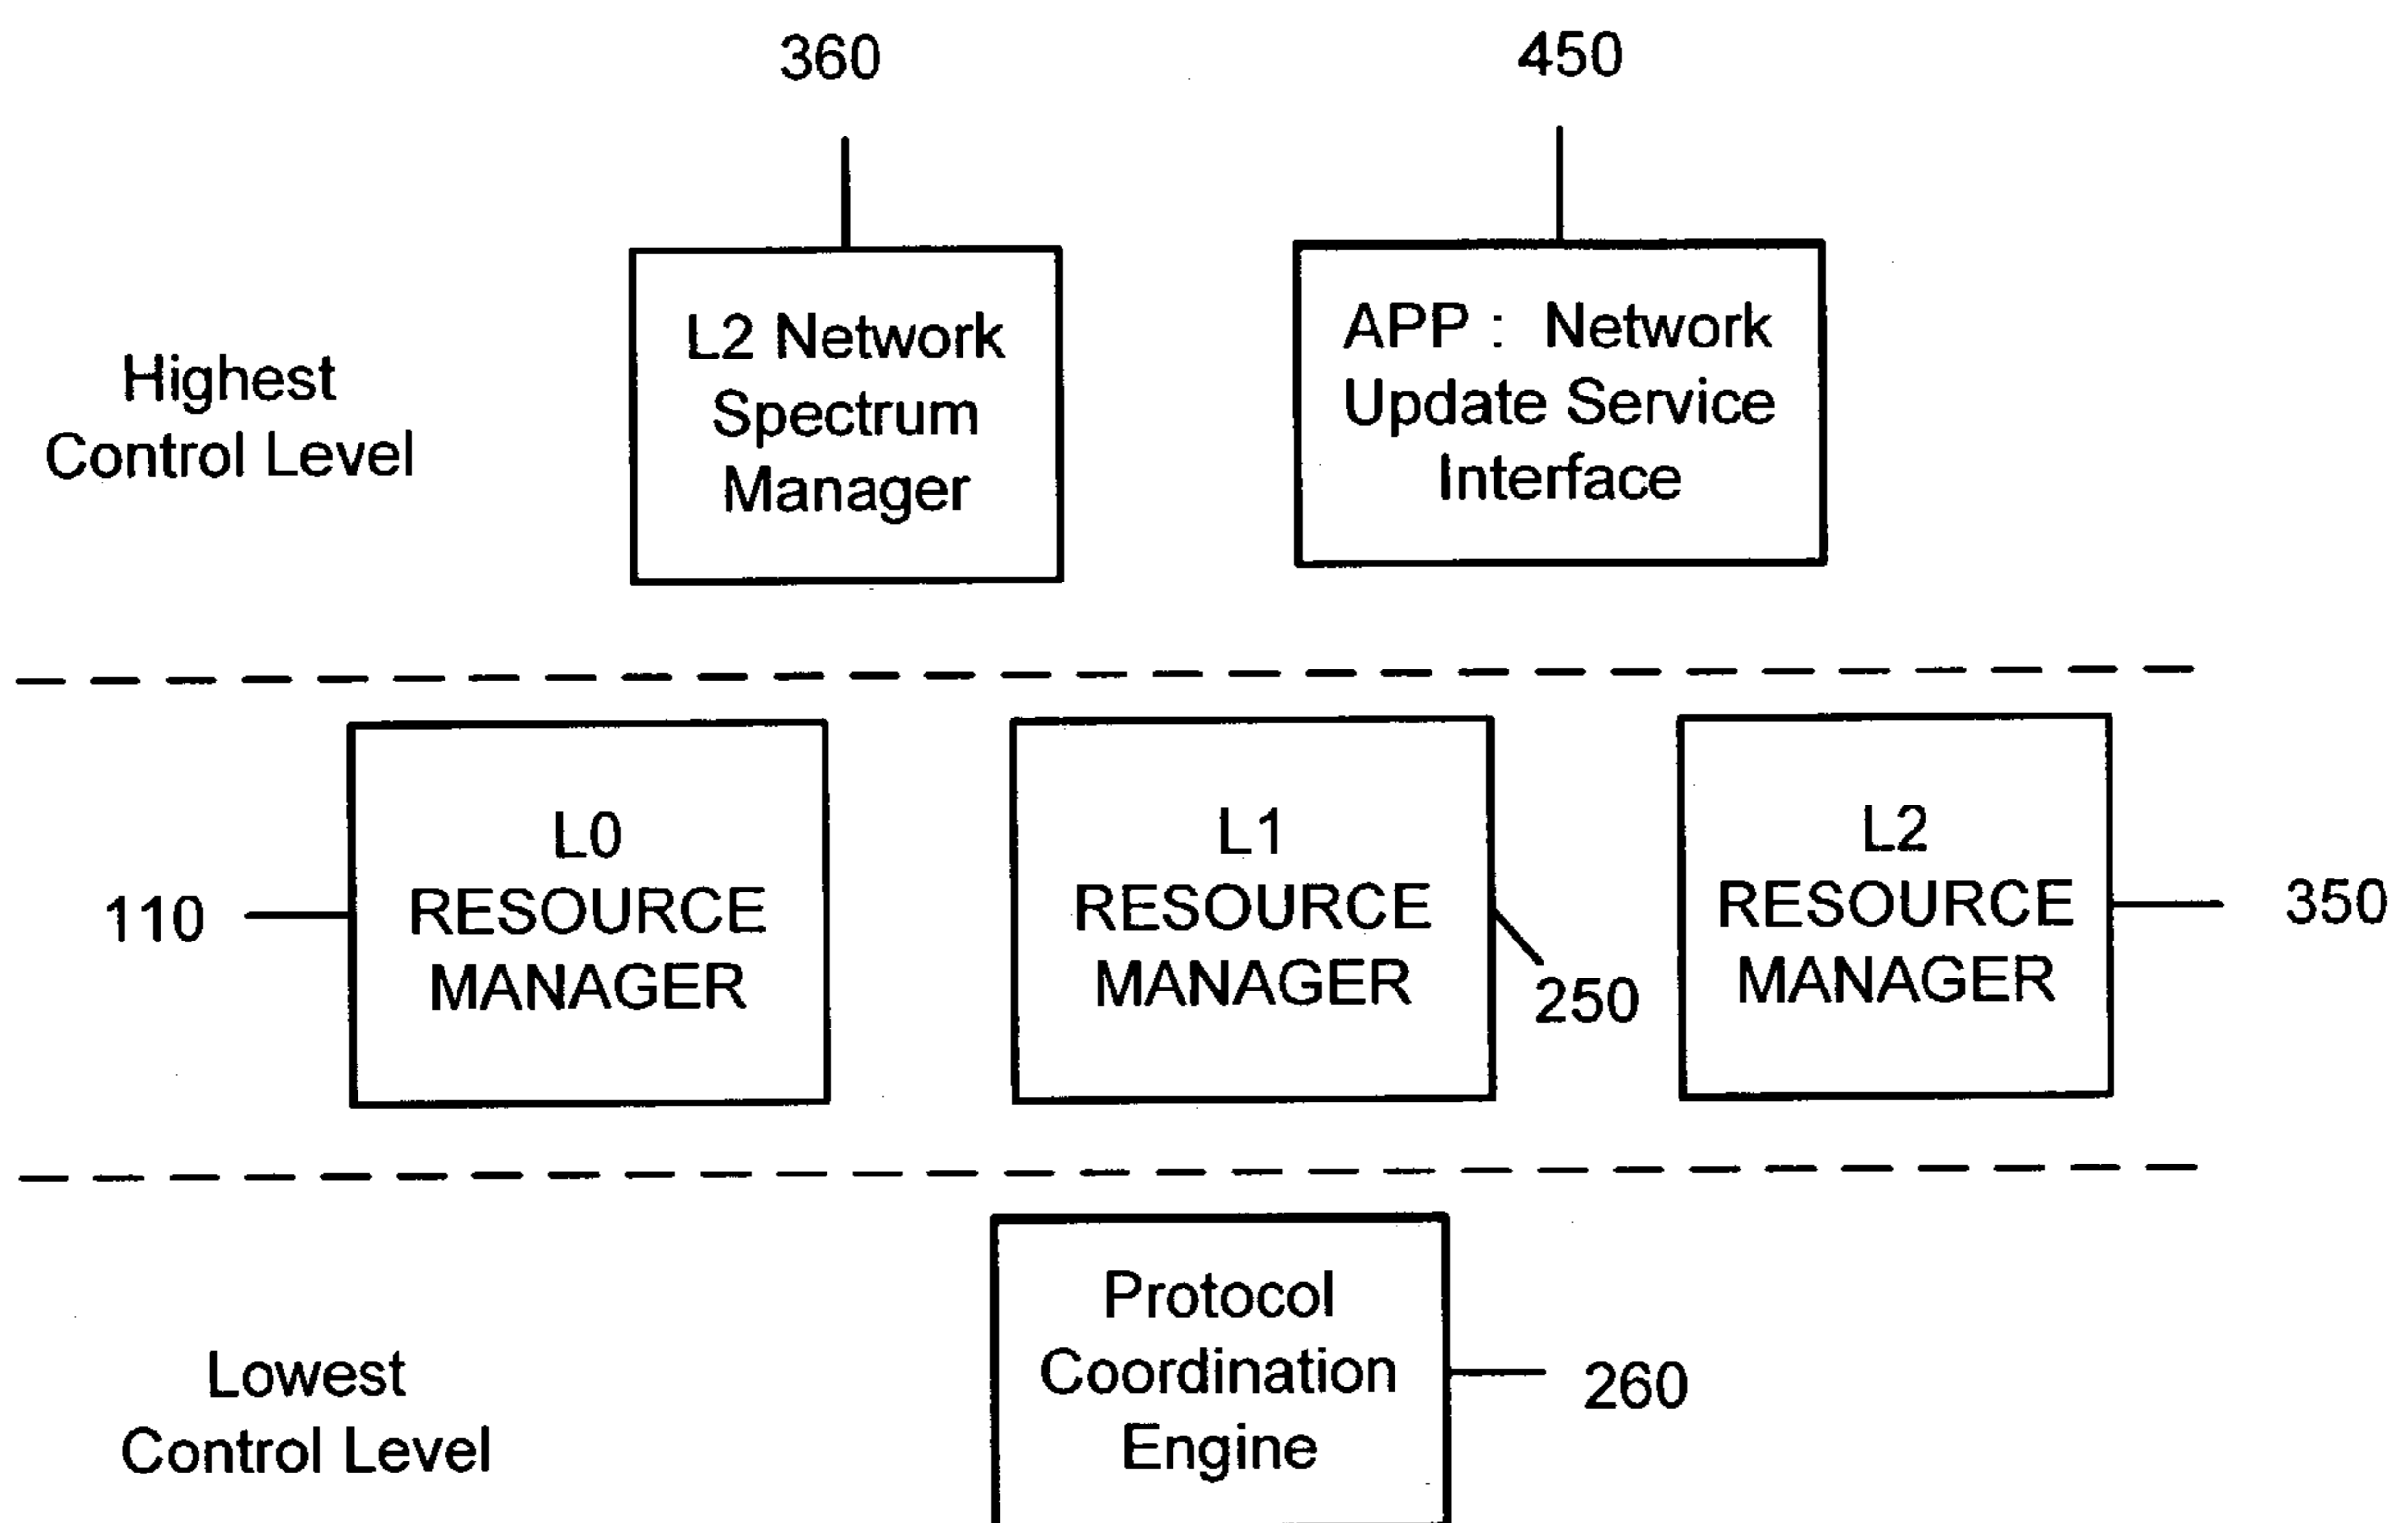 360
450
Highest
Control Level
L2 Network
Spectrum
Manager
APP : Network
Update Service
Interface
L0
RESOURCE
MANAGER
110
L1
RESOURCE
MANAGER
250
L2
RESOURCE
MANAGER
350
Lowest
Control Level
Protocol
Coordination
Engine
260